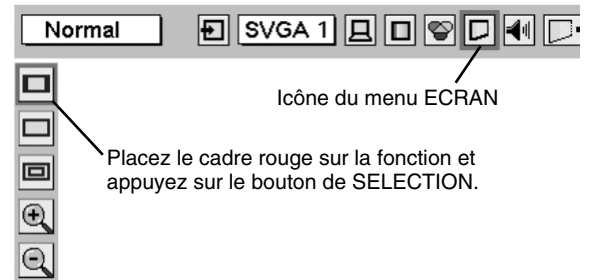 Normal SVGA 1
Icône du menu ECRAN
Placez le cadre rouge sur la fonction et
appuyez sur le bouton de SELECTION.